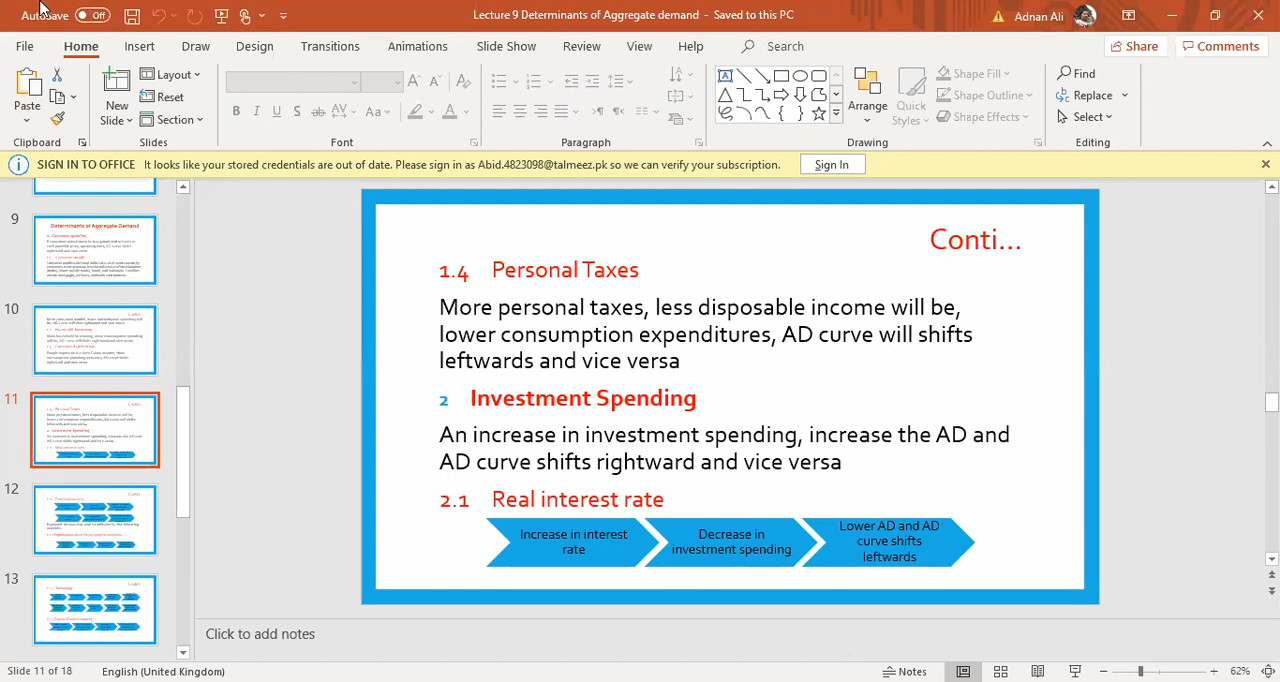 AutoSave Off
Lecture 9 Determinants of Aggregate demand - Saved to this PC
Adnan Ali
File Home Insert Draw Design Transitions Animations Slide Show Review View Help Search Share Comments
Paste
New Slide
Layout
Reset
Section
B I U S ab AV Aa A
Arrange
Quick Styles
Shape Fill
Shape Outline
Shape Effects
Find
Replace
Select
Clipboard Slides Font Paragraph Drawing Editing
SIGN IN TO OFFICE It looks like your stored credentials are out of date. Please sign in as Abid.4823098@talmeez.pk so we can verify your subscription. Sign In
9
Determinants of Aggregate Demand
10
11
12
13
Conti...
1.4 Personal Taxes
More personal taxes, less disposable income will be,
lower consumption expenditures, AD curve will shifts
leftwards and vice versa
2 Investment Spending
An increase in investment spending, increase the AD and
AD curve shifts rightward and vice versa
2.1 Real interest rate
Increase in interest
rate
Decrease in
investment spending
Lower AD and AD
curve shifts
leftwards
Click to add notes
Slide 11 of 18 English (United Kingdom) Notes 62%